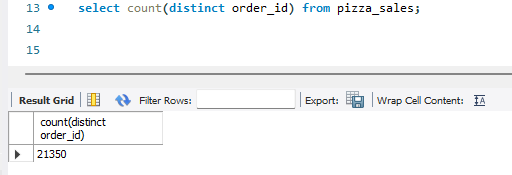 13 select count(distinct order_id) from pizza_sales;
14
15
Result Grid Filter Rows: Export: Wrap Cell Content:
count(distinct
order_id)
21350